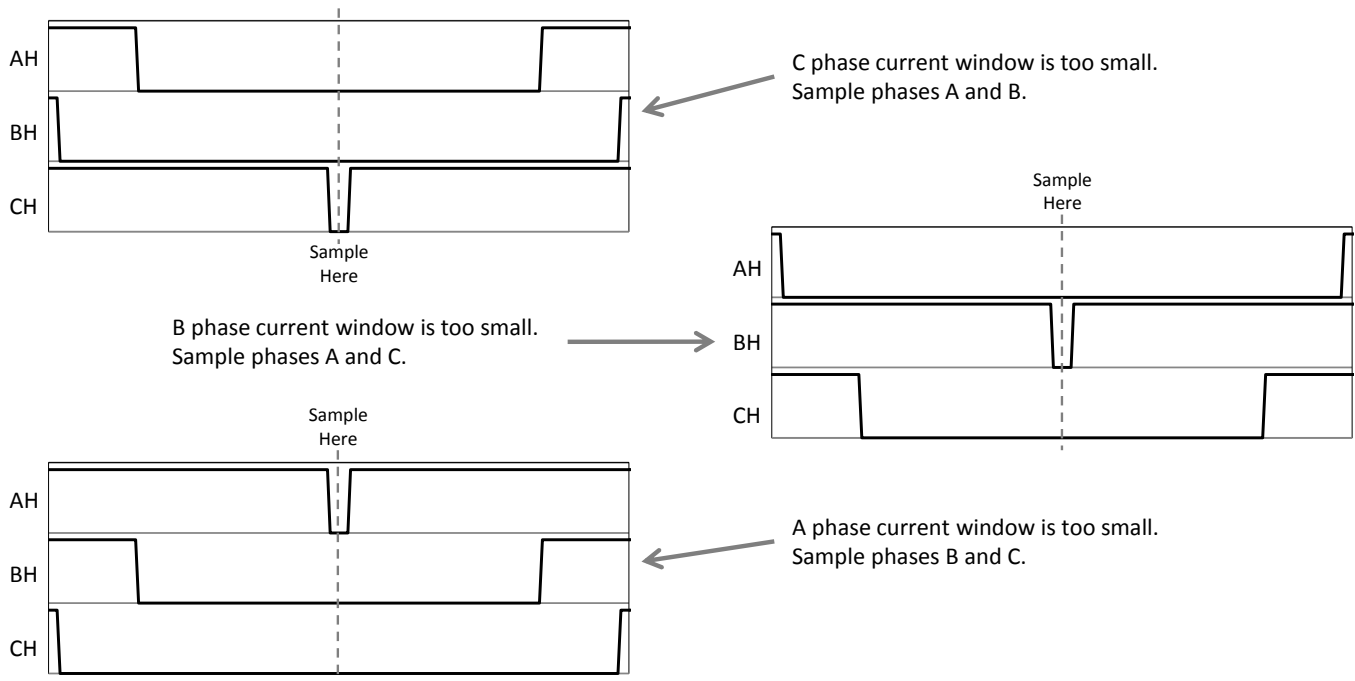 AH
BH
CH
Sample
Here
C phase current window is too small.
Sample phases A and B.
B phase current window is too small.
Sample phases A and C.
Sample
Here
AH
BH
CH
Sample
Here
AH
BH
CH
A phase current window is too small.
Sample phases B and C.